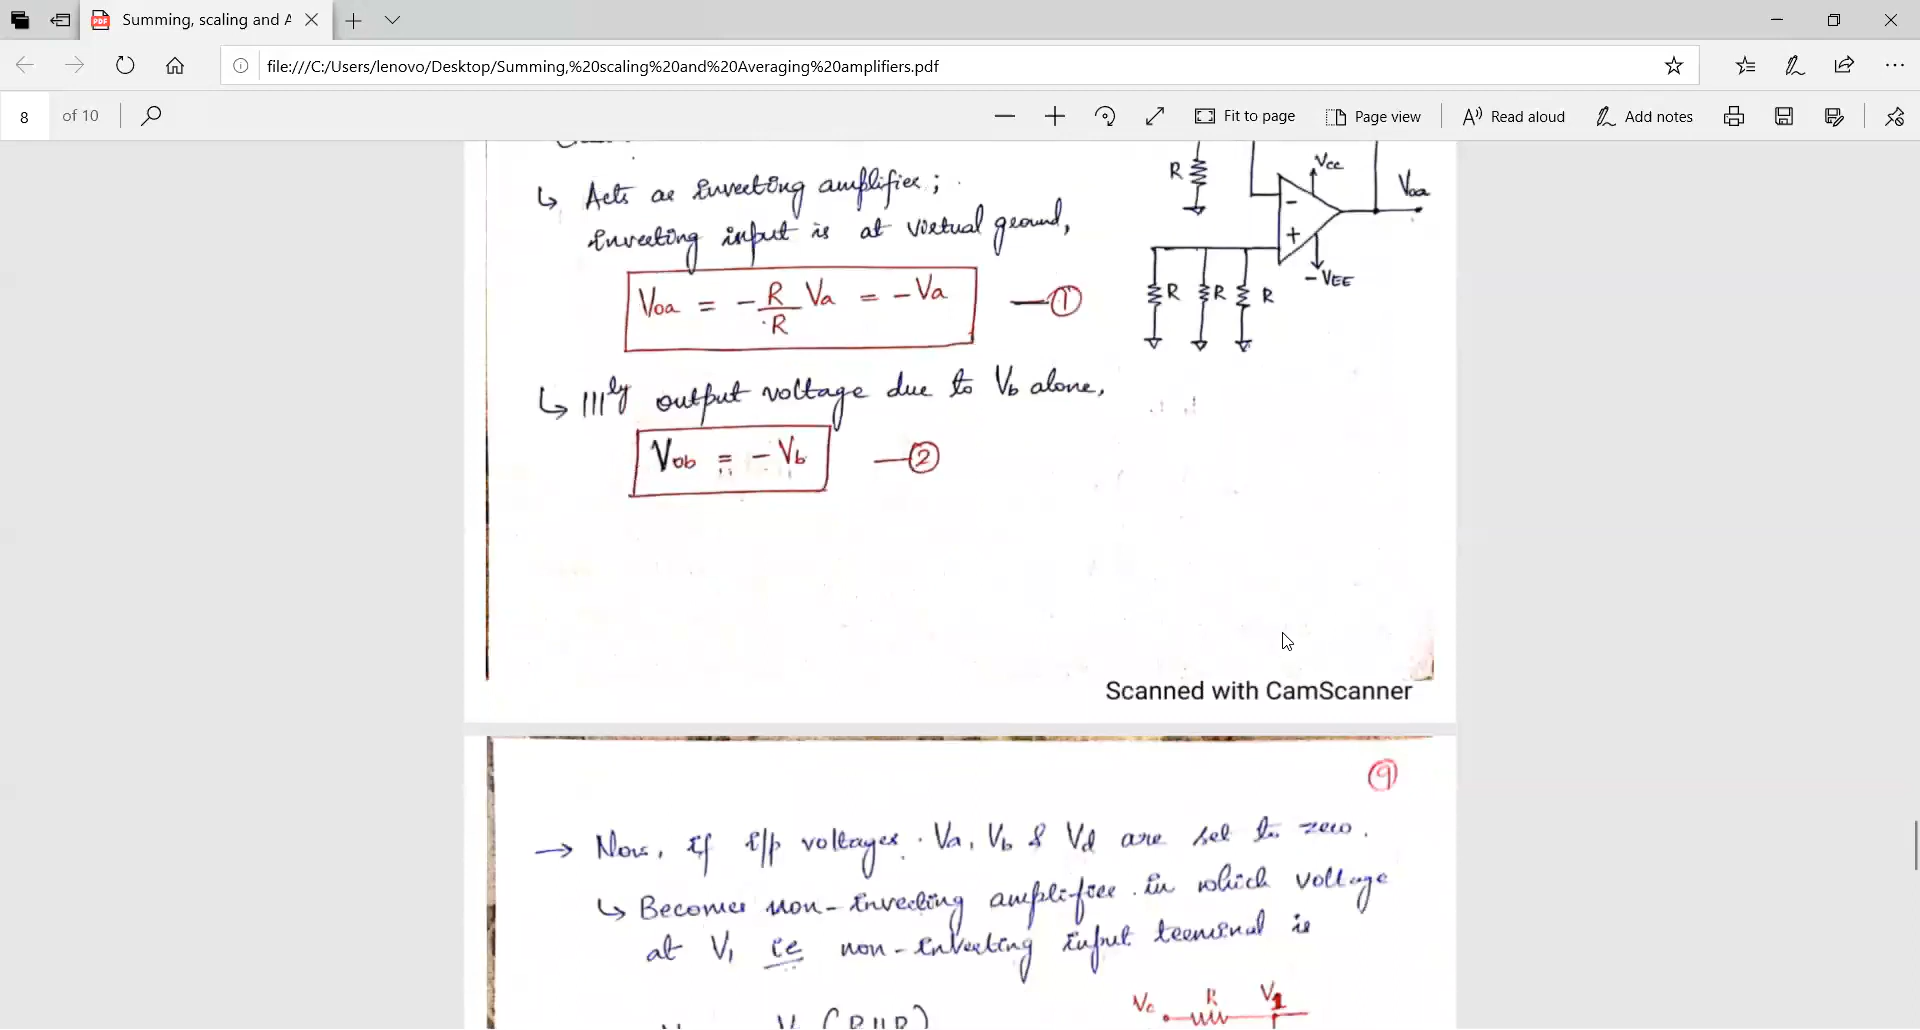 Summing, scaling and A
file:///C:/Users/lenovo/Desktop/Summing,%20scaling%20and%20Averaging%20amplifiers.pdf
8 of 10
Fit to page
Page view
Read aloud
Add notes
↳ Acts as inverting amplifier;
inverting input is at virtual ground,
Voa = - R/R Va = - Va — ①
↳ |||ly output voltage due to Vb alone,
Vob = - Vb — ②
R
Vcc
Voa
-
+
- VEE
R R R
Scanned with CamScanner
⑨
→ Now, if i/p voltages Va, Vb & Vd are set to zero.
↳ Becomes non-inverting amplifier in which voltage
at V1 ie non-inverting input terminal is
Vc R V1